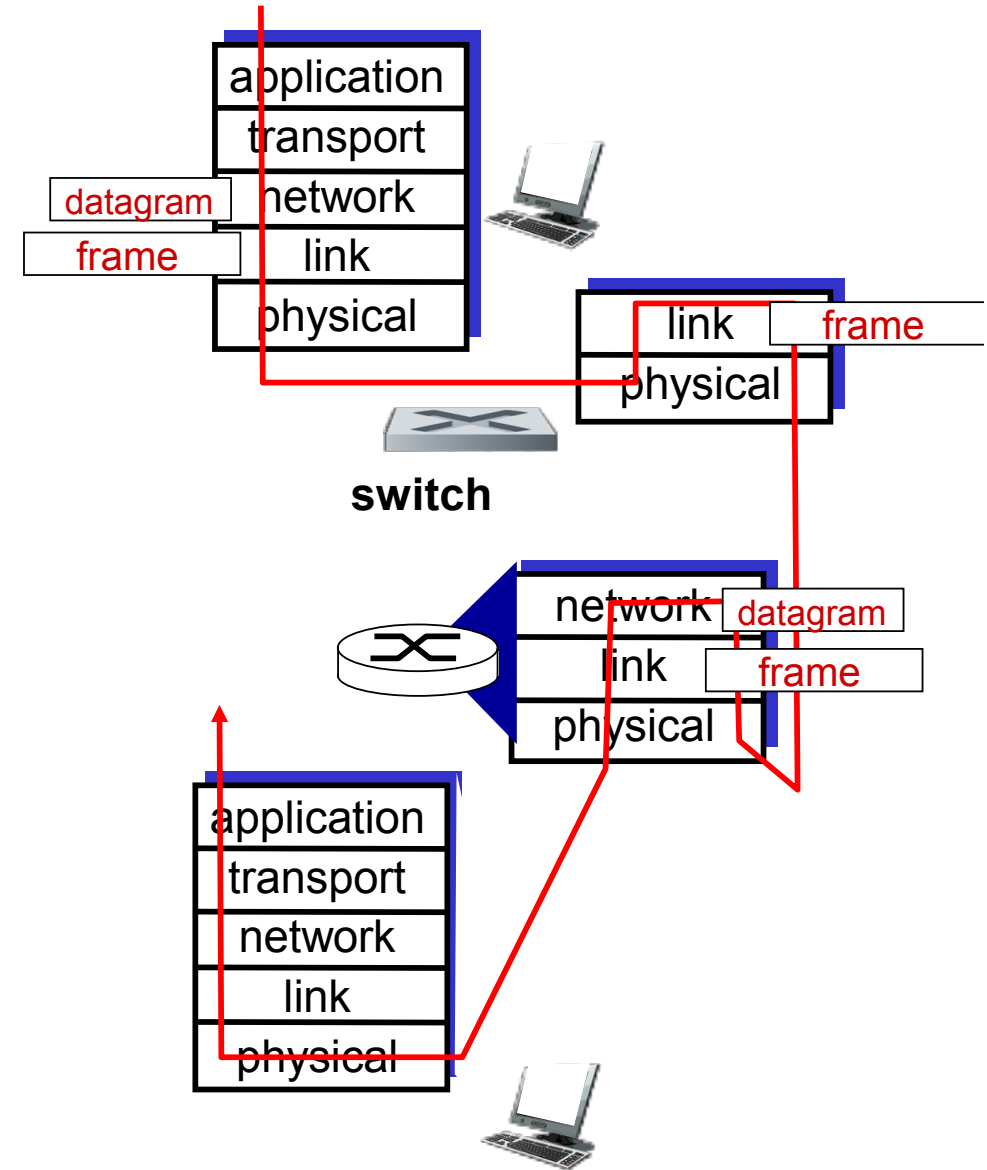 application
transport
datagram
network
frame
link
physical
link
frame
physical
switch
network
datagram
link
frame
physical
application
transport
network
link
physical